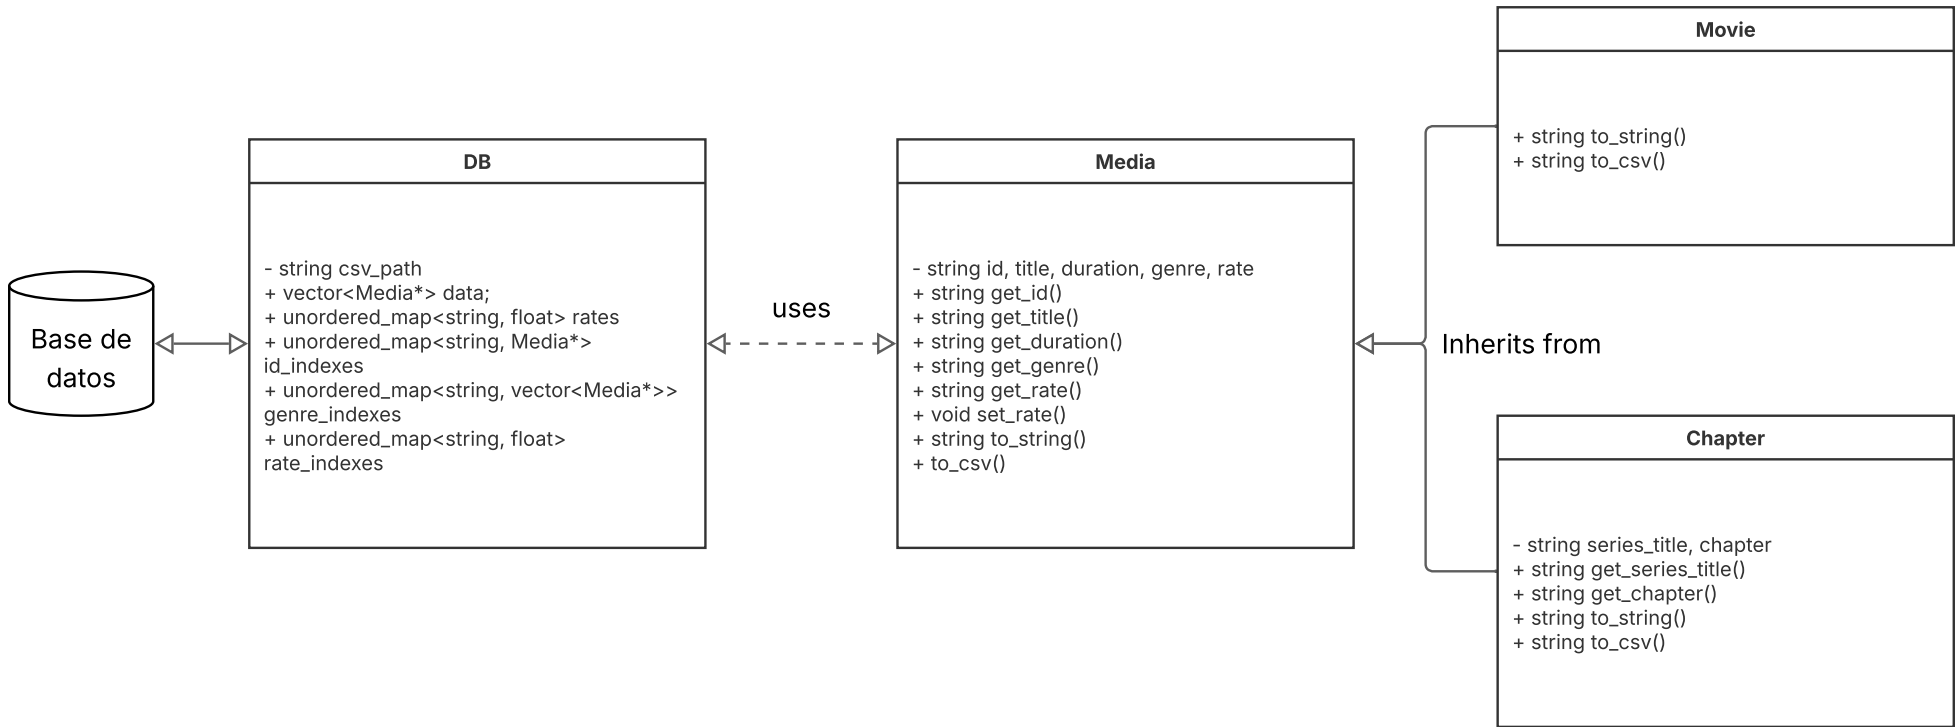 Base de
datos
DB
- string csv_path
+ vector<Media*> data;
+ unordered_map<string, float> rates
+ unordered_map<string, Media*>
id_indexes
+ unordered_map<string, vector<Media*>>
genre_indexes
+ unordered_map<string, float>
rate_indexes
uses
Media
- string id, title, duration, genre, rate
+ string get_id()
+ string get_title()
+ string get_duration()
+ string get_genre()
+ string get_rate()
+ void set_rate()
+ string to_string()
+ to_csv()
Inherits from
Movie
+ string to_string()
+ string to_csv()
Chapter
- string series_title, chapter
+ string get_series_title()
+ string get_chapter()
+ string to_string()
+ string to_csv()